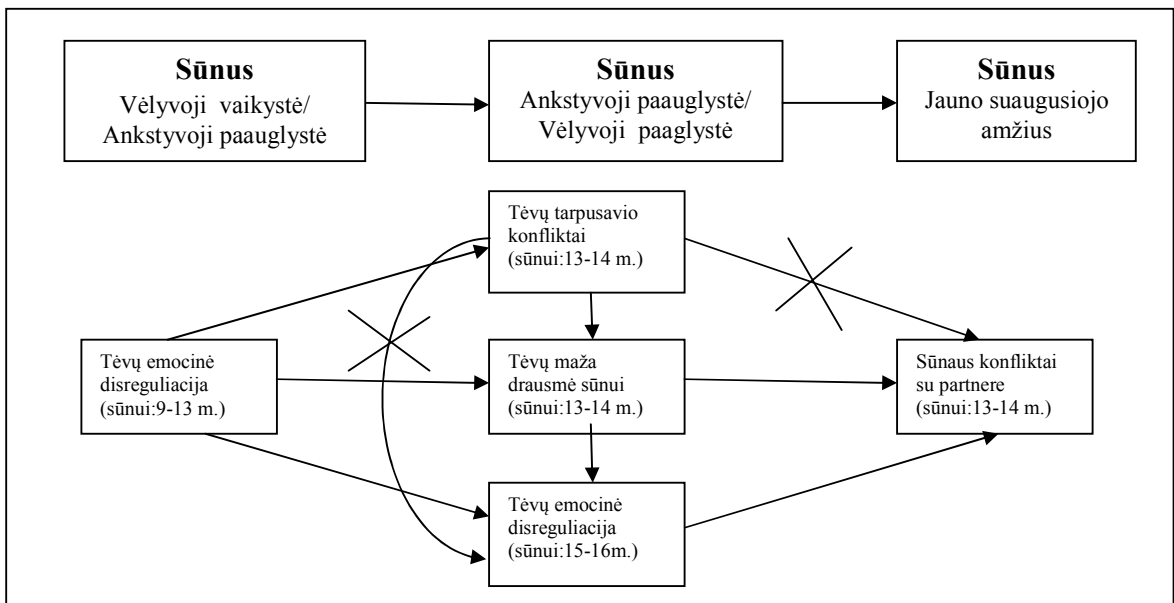 Sūnus
Vėlyvoji vaikystė/
Ankstyvoji paauglystė
Sūnus
Ankstyvoji paauglystė/
Vėlyvoji paaglystė
Sūnus
Jauno suaugusiojo
amžius
Tėvų tarpusavio
konfliktai
(sūnui:13-14 m.)
Tėvų emocinė
disreguliacija
(sūnui:9-13 m.)
Tėvų maža
drausmė sūnui
(sūnui:13-14 m.)
Sūnaus konfliktai
su partnere
(sūnui:13-14 m.)
Tėvų emocinė
disreguliacija
(sūnui:15-16m.)